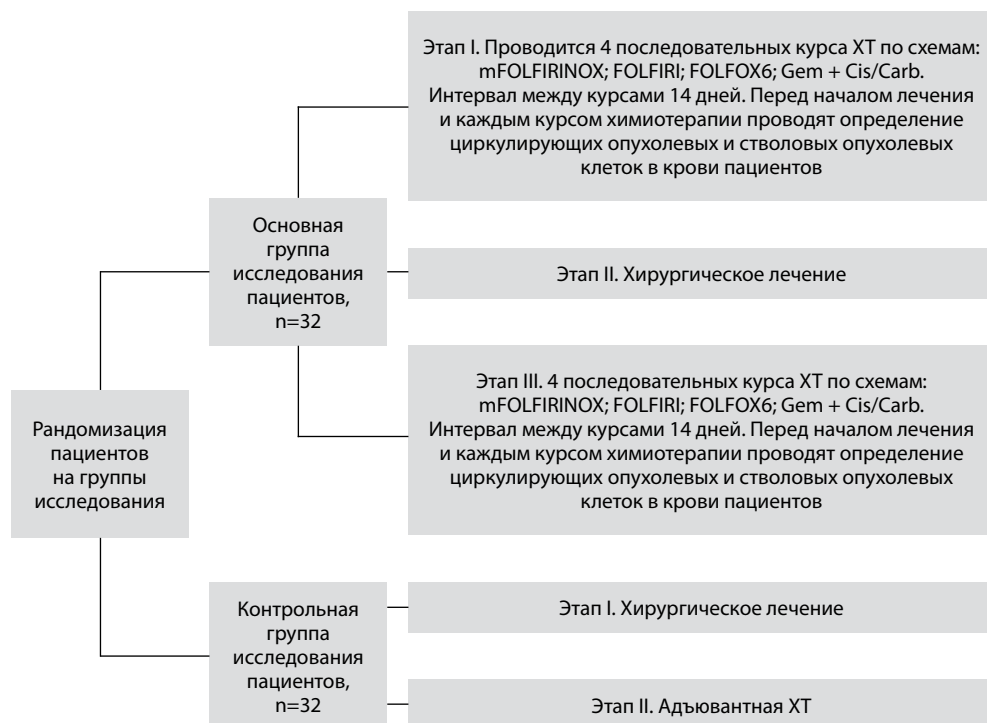 Этап I. Проводится 4 последовательных курса ХТ по схемам:
mFOLFIRINOX; FOLFIRI; FOLFOX6; Gem + Cis/Carb.
Интервал между курсами 14 дней. Перед началом лечения
и каждым курсом химиотерапии проводят определение
циркулирующих опухолевых и стволовых опухолевых
клеток в крови пациентов
Основная
группа
исследования
пациентов,
n=32
Этап II. Хирургическое лечение
Этап III. 4 последовательных курса ХТ по схемам:
mFOLFIRINOX; FOLFIRI; FOLFOX6; Gem + Cis/Carb.
Интервал между курсами 14 дней. Перед началом лечения
и каждым курсом химиотерапии проводят определение
циркулирующих опухолевых и стволовых опухолевых
клеток в крови пациентов
Рандомизация
пациентов
на группы
исследования
Контрольная
группа
исследования
пациентов,
n=32
Этап I. Хирургическое лечение
Этап II. Адъювантная ХТ